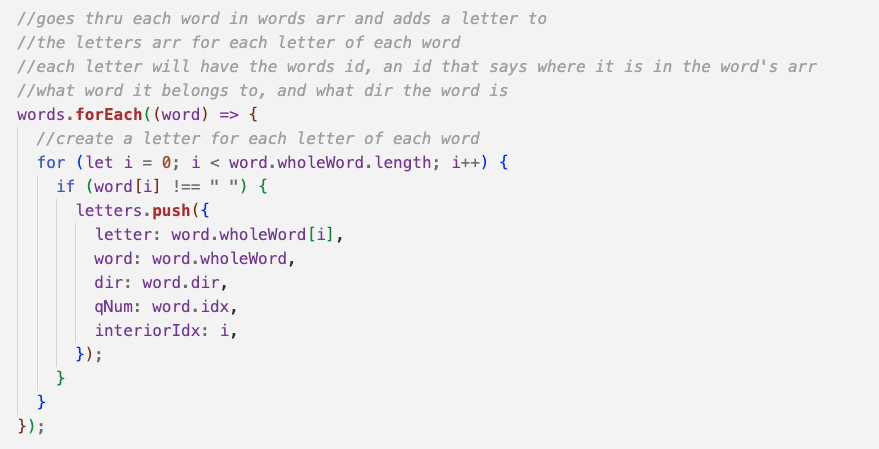 //goes thru each word in words arr and adds a letter to
//the letters arr for each letter of each word
//each letter will have the words id, an id that says where it is in the word's arr
//what word it belongs to, and what dir the word is
words.forEach((word) => {
  //create a letter for each letter of each word
  for (let i = 0; i < word.wholeWord.length; i++) {
    if (word[i] !== " ") {
      letters.push({
        letter: word.wholeWord[i],
        word: word.wholeWord,
        dir: word.dir,
        qNum: word.idx,
        interiorIdx: i,
      });
    }
  }
});